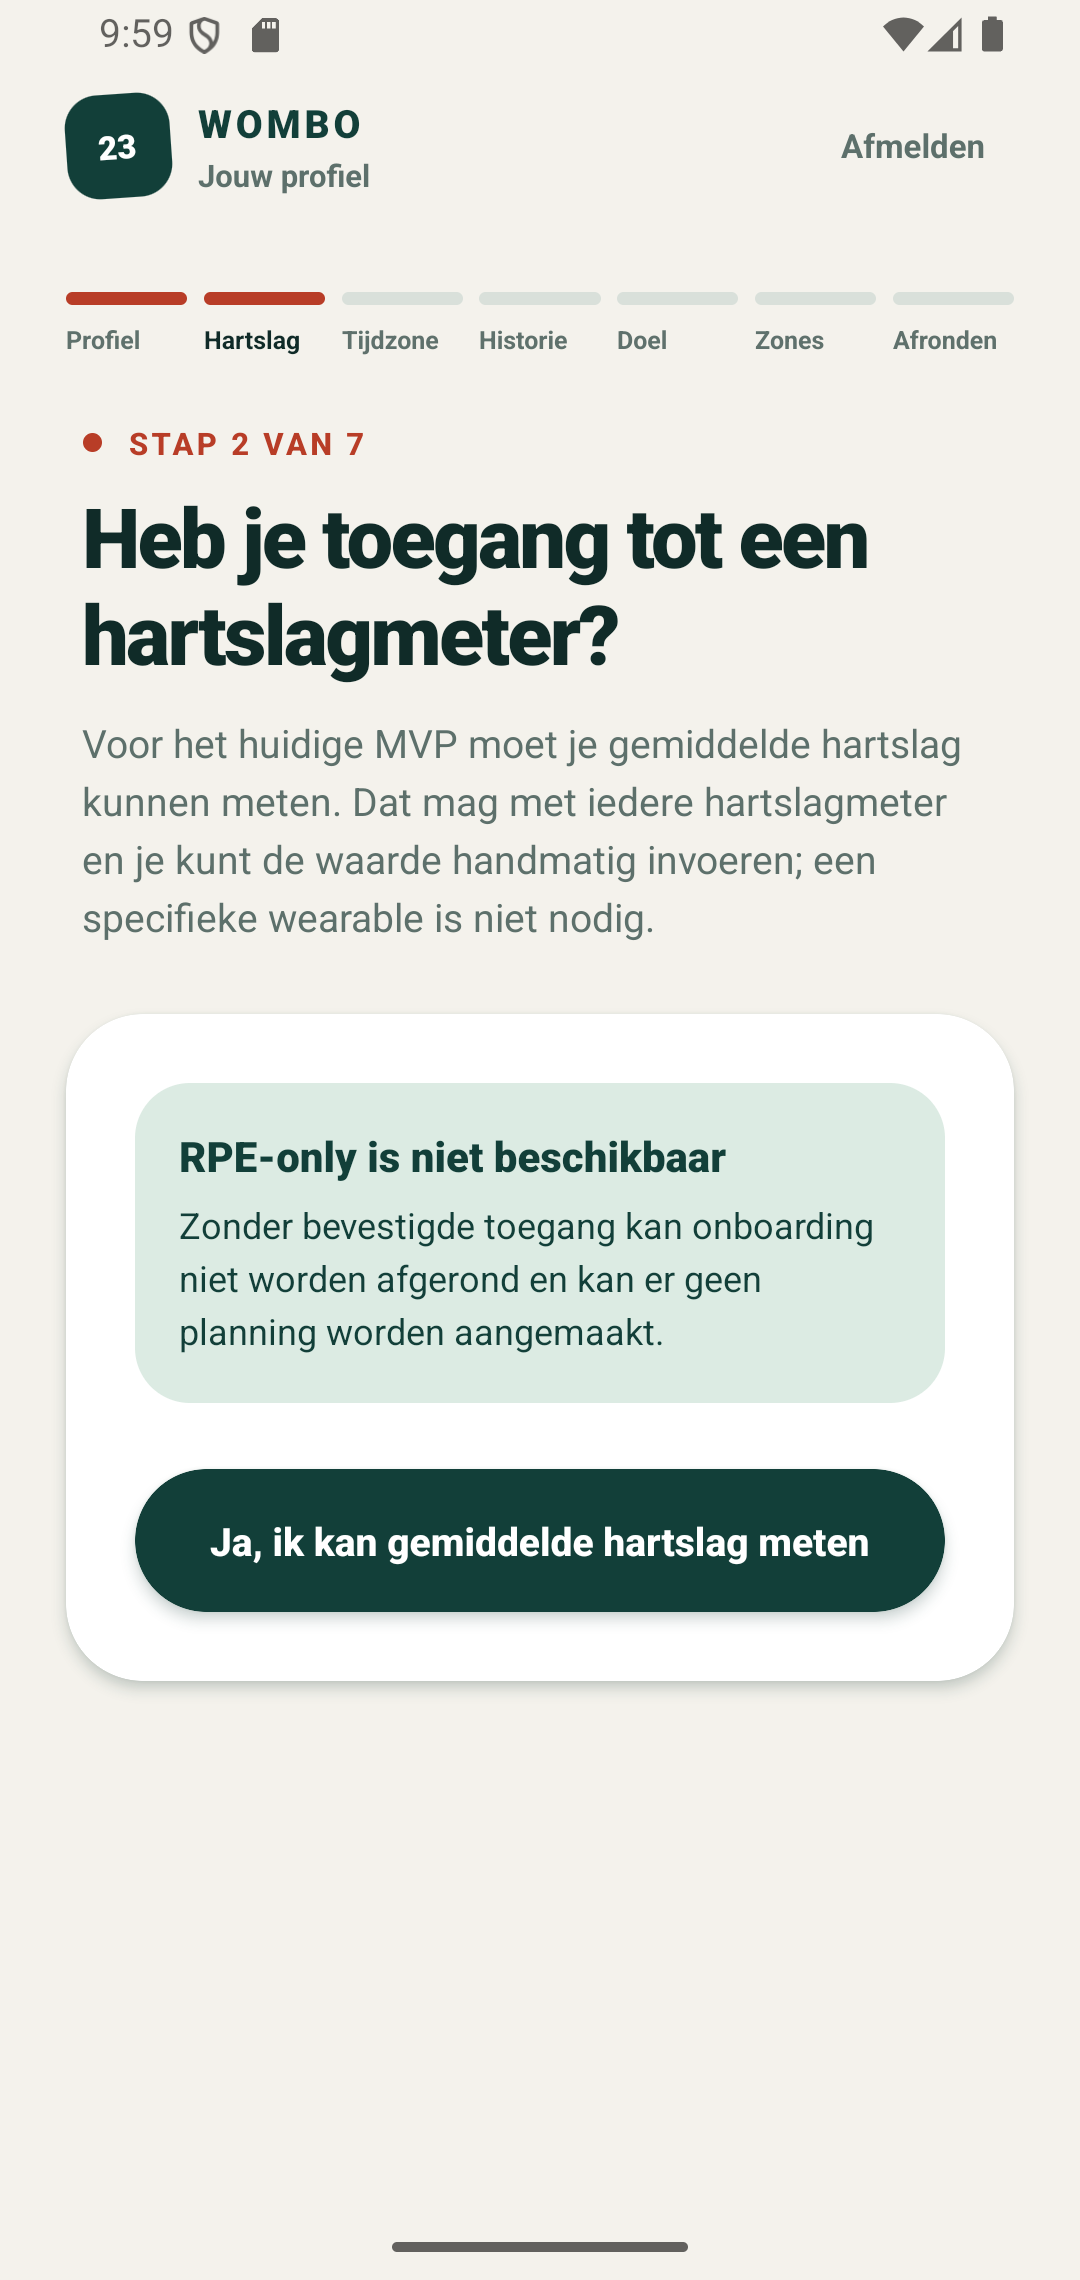 9:59
23
WOMBO
Jouw profiel
Afmelden
Profiel
Hartslag
Tijdzone
Historie
Doel
Zones
Afronden
STAP 2 VAN 7
Heb je toegang tot een
hartslagmeter?
Voor het huidige MVP moet je gemiddelde hartslag
kunnen meten. Dat mag met iedere hartslagmeter
en je kunt de waarde handmatig invoeren; een
specifieke wearable is niet nodig.
RPE-only is niet beschikbaar
Zonder bevestigde toegang kan onboarding
niet worden afgerond en kan er geen
planning worden aangemaakt.
Ja, ik kan gemiddelde hartslag meten